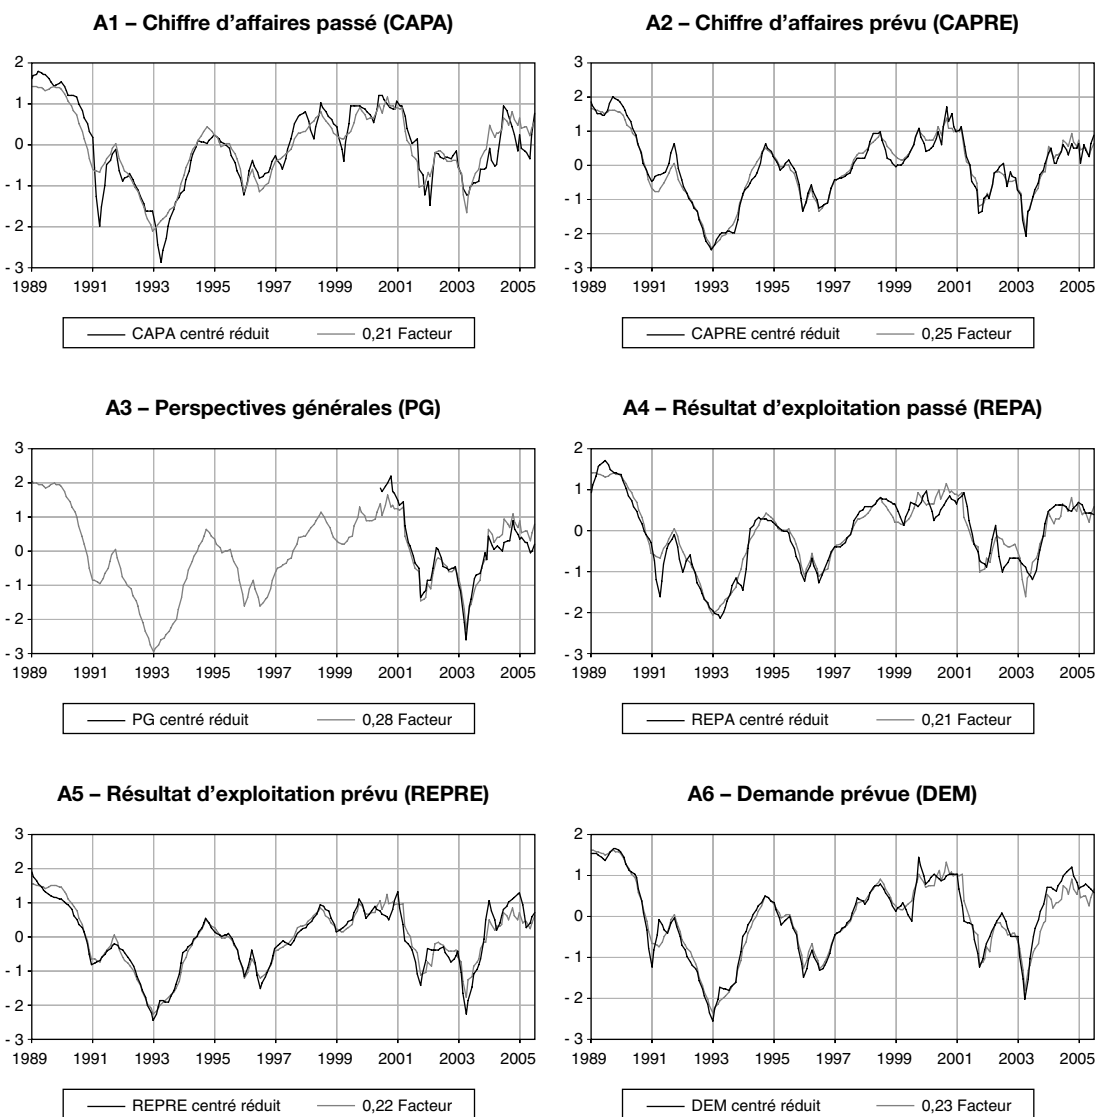 A1 – Chiffre d'affaires passé (CAPA)
2
1
0
- 1
- 2
- 3
1989 1991 1993 1995 1997 1999 2001 2003 2005
CAPA centré réduit 0,21 Facteur
A2 – Chiffre d'affaires prévu (CAPRE)
3
2
1
0
- 1
- 2
- 3
1989 1991 1993 1995 1997 1999 2001 2003 2005
CAPRE centré réduit 0,25 Facteur
A3 – Perspectives générales (PG)
3
2
1
0
- 1
- 2
- 3
1989 1991 1993 1995 1997 1999 2001 2003 2005
PG centré réduit 0,28 Facteur
A4 – Résultat d'exploitation passé (REPA)
2
1
0
- 1
- 2
- 3
1989 1991 1993 1995 1997 1999 2001 2003 2005
REPA centré réduit 0,21 Facteur
A5 – Résultat d'exploitation prévu (REPRE)
3
2
1
0
- 1
- 2
- 3
1989 1991 1993 1995 1997 1999 2001 2003 2005
REPRE centré réduit 0,22 Facteur
A6 – Demande prévue (DEM)
2
1
0
- 1
- 2
- 3
1989 1991 1993 1995 1997 1999 2001 2003 2005
DEM centré réduit 0,23 Facteur